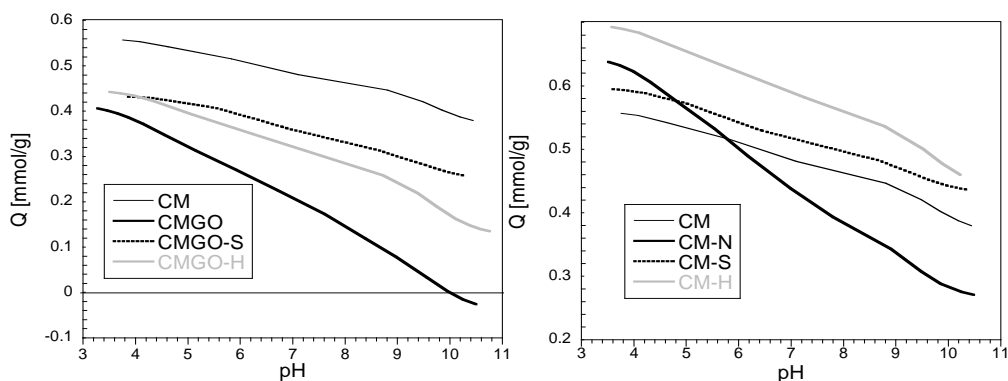 0.6
0.5
0.4
0.3
0.2
0.1
0
-0.1
Q [mmol/g]
CM
CMGO
CMGO-S
CMGO-H
3 4 5 6 7 8 9 10 11
pH
0.6
0.5
0.4
0.3
0.2
Q [mmol/g]
CM
CM-N
CM-S
CM-H
3 4 5 6 7 8 9 10 11
pH